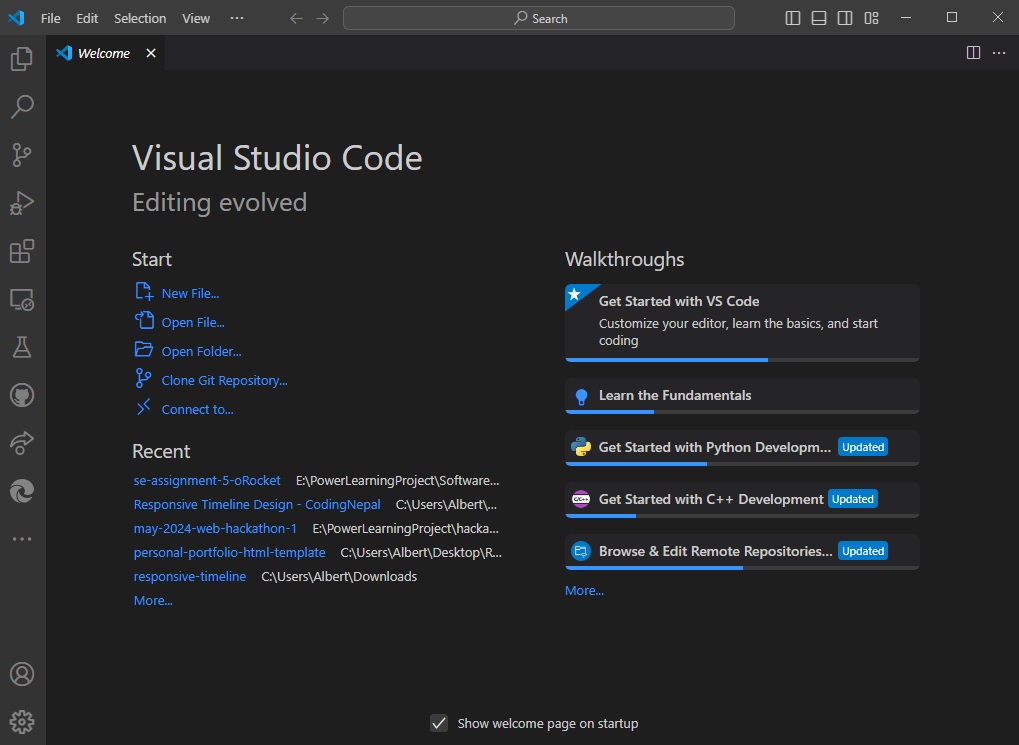 File Edit Selection View ··· Search
Welcome
Visual Studio Code
Editing evolved
Start
New File...
Open File...
Open Folder...
Clone Git Repository...
Connect to...
Recent
se-assignment-5-oRocket E:\PowerLearningProject\Software...
Responsive Timeline Design - CodingNepal C:\Users\Albert\...
may-2024-web-hackathon-1 E:\PowerLearningProject\hacka...
personal-portfolio-html-template C:\Users\Albert\Desktop\R...
responsive-timeline C:\Users\Albert\Downloads
More...
Walkthroughs
Get Started with VS Code
Customize your editor, learn the basics, and start
coding
Learn the Fundamentals
Get Started with Python Developm... Updated
C/C++ Get Started with C++ Development Updated
Browse & Edit Remote Repositories... Updated
More...
Show welcome page on startup